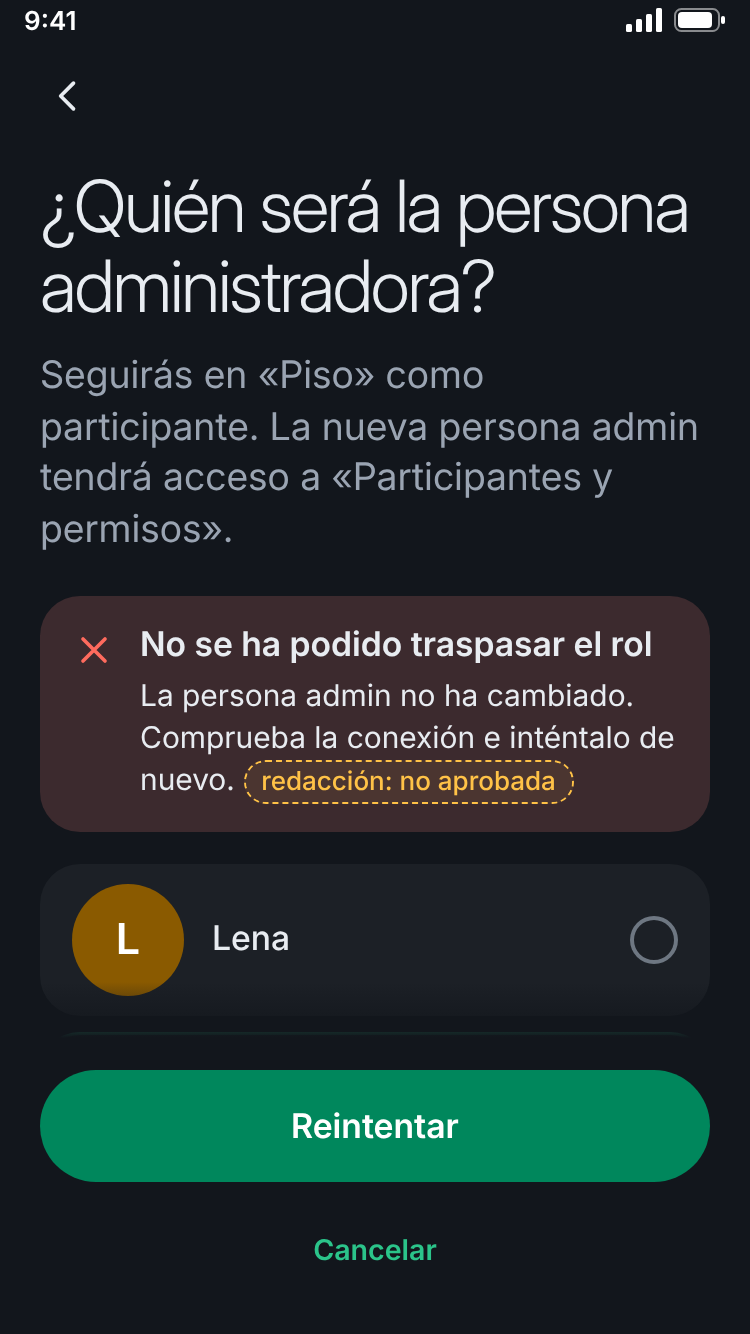 9:41
¿Quién será la persona
administradora?
Seguirás en «Piso» como
participante. La nueva persona admin
tendrá acceso a «Participantes y
permisos».
No se ha podido traspasar el rol
La persona admin no ha cambiado.
Comprueba la conexión e inténtalo de
nuevo. redacción: no aprobada
L Lena
Reintentar
Cancelar